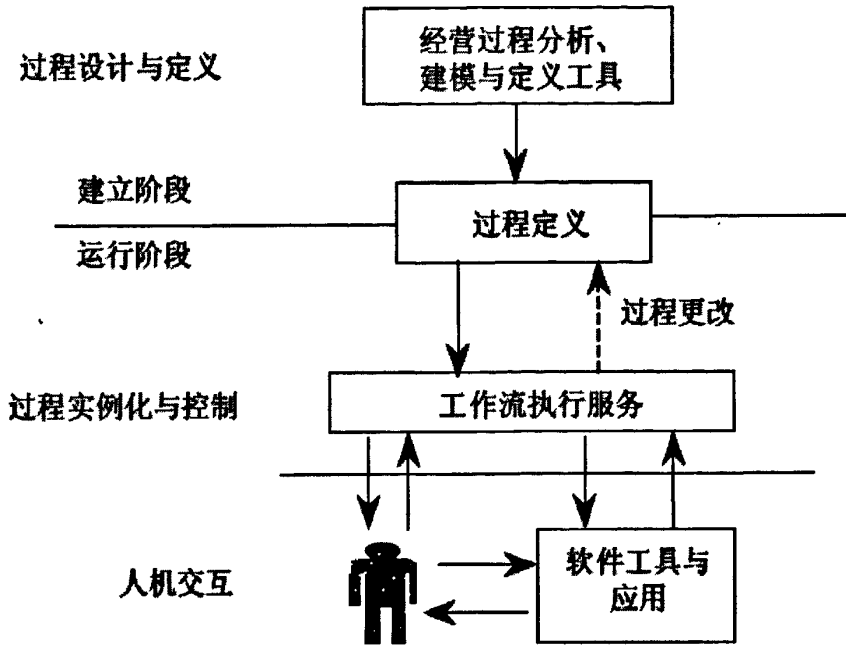 经营过程分析、
建模与定义工具
过程设计与定义
建立阶段
过程定义
运行阶段
过程更改
过程实例化与控制
工作流执行服务
人机交互
软件工具与
应用